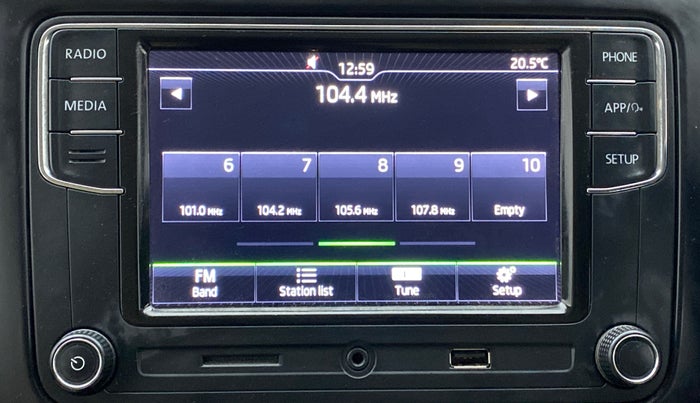 RADIO
MEDIA
12:59
20.5°C
104.4 MHz
6 7 8 9 10
101.0 MHz 104.2 MHz 105.6 MHz 107.8 MHz Empty
FM
Band Station list Tune Setup
PHONE
APP/
SETUP